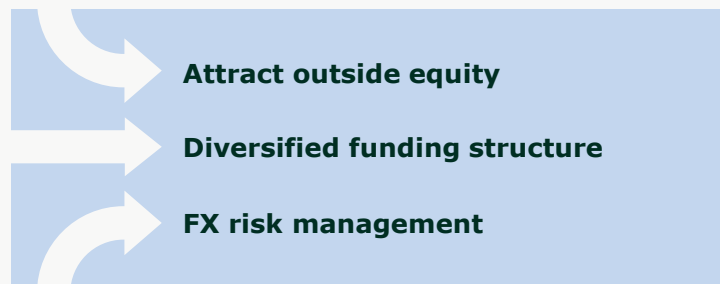 Attract outside equity
Diversified funding structure
FX risk management